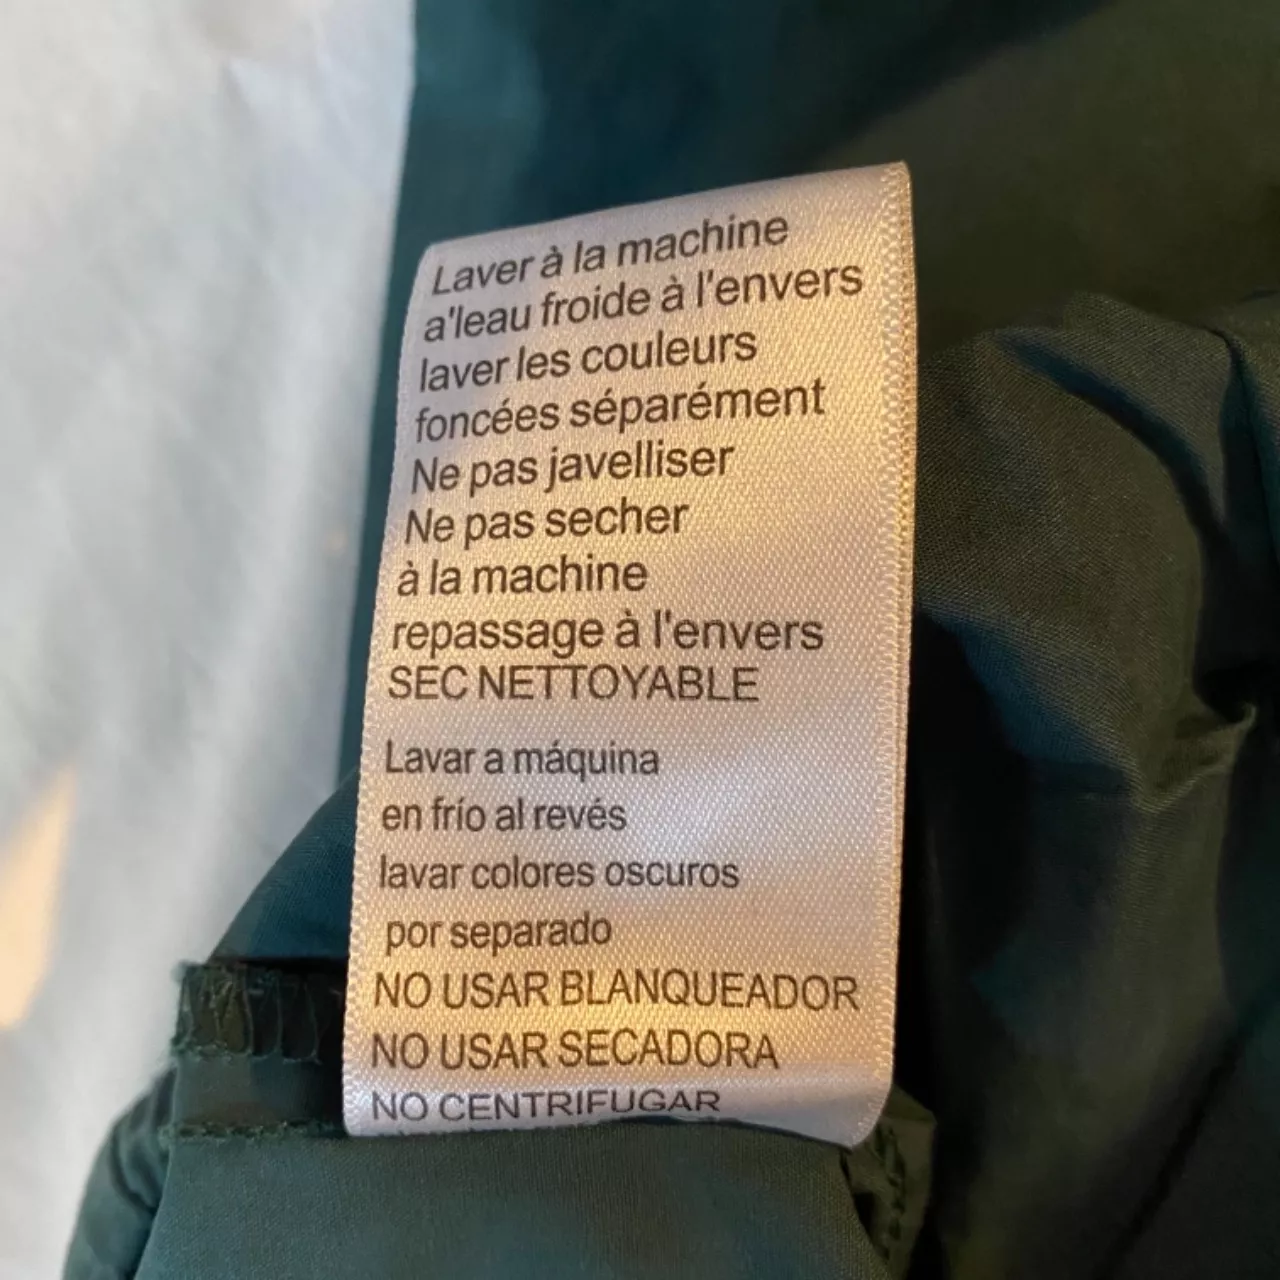 Laver à la machine
a'leau froide à l'envers
laver les couleurs
foncées séparément
Ne pas javelliser
Ne pas secher
à la machine
repassage à l'envers
SEC NETTOYABLE
Lavar a máquina
en frío al revés
lavar colores oscuros
por separado
NO USAR BLANQUEADOR
NO USAR SECADORA
NO CENTRIFUGAR